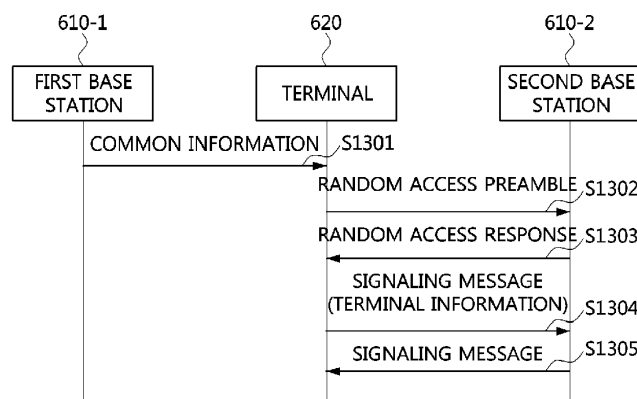 610-1
620
610-2
FIRST BASE
STATION
TERMINAL
SECOND BASE
STATION
COMMON INFORMATION
S1301
RANDOM ACCESS PREAMBLE
S1302
RANDOM ACCESS RESPONSE
S1303
SIGNALING MESSAGE
(TERMINAL INFORMATION)
S1304
SIGNALING MESSAGE
S1305